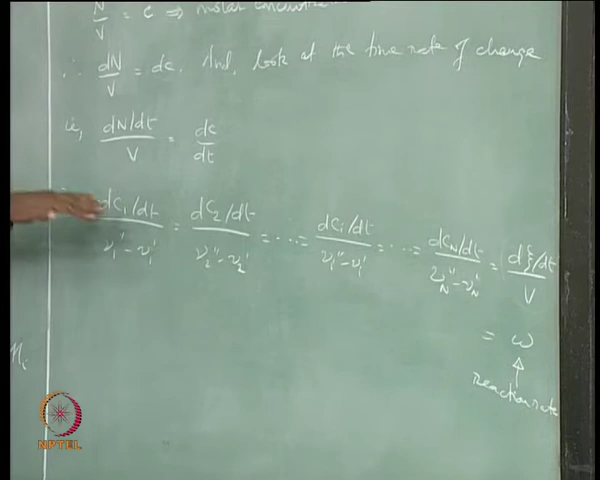 N/V = c ⇒ molar
∴ dN/V = dc. And, look at the time rate of change
i.e., (dN/dt)/V = dc/dt
(dC₁/dt)/(ν₁″ − ν₁′) = (dC₂/dt)/(ν₂″ − ν₂′) = ... = (dCᵢ/dt)/(νᵢ″ − νᵢ′) = ... = (dC_N/dt)/(ν_N″ − ν_N′) = (dξ/dt)/V
= ω
↑
reaction rate
nᵢ
NPTEL